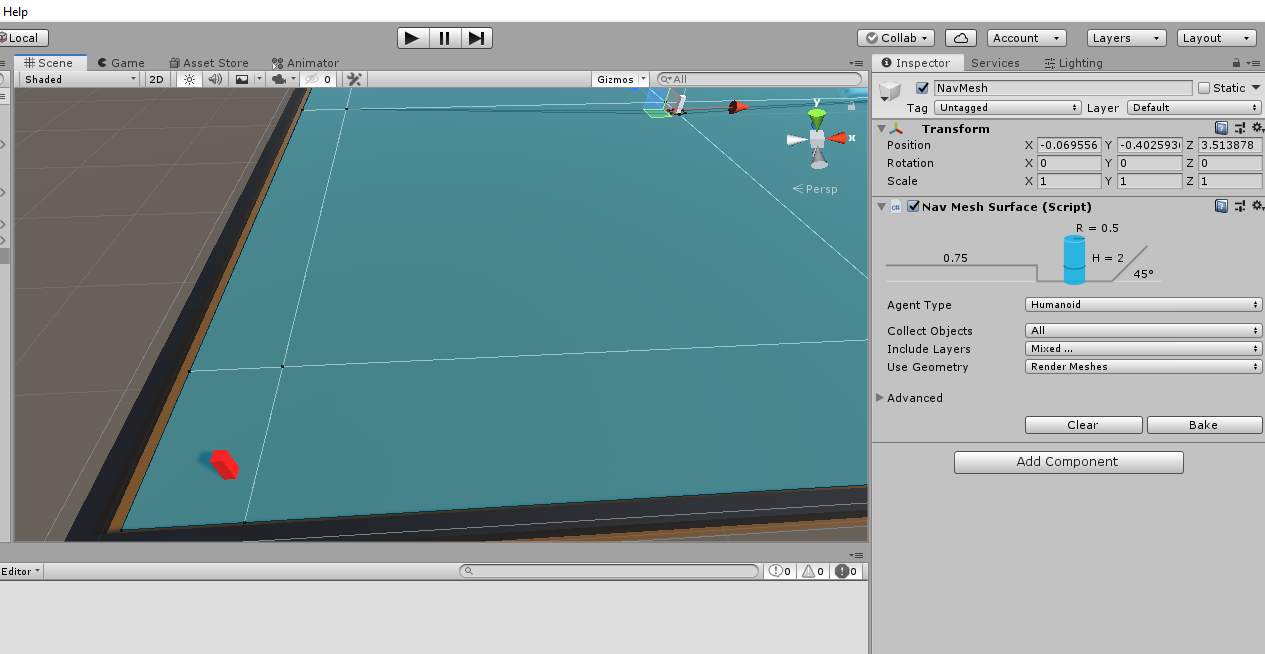 Help
Local
Collab
Account
Layers
Layout
Scene
Game
Asset Store
Animator
Shaded
2D
0
Gizmos
All
y
x
Persp
Inspector
Services
Lighting
NavMesh
Static
Tag
Untagged
Layer
Default
Transform
Position X -0.069556 Y -0.402593 Z 3.513878
Rotation X 0 Y 0 Z 0
Scale X 1 Y 1 Z 1
Nav Mesh Surface (Script)
R = 0.5
0.75
H = 2
45°
Agent Type Humanoid
Collect Objects All
Include Layers Mixed ...
Use Geometry Render Meshes
Advanced
Clear
Bake
Add Component
Editor
0
0
0